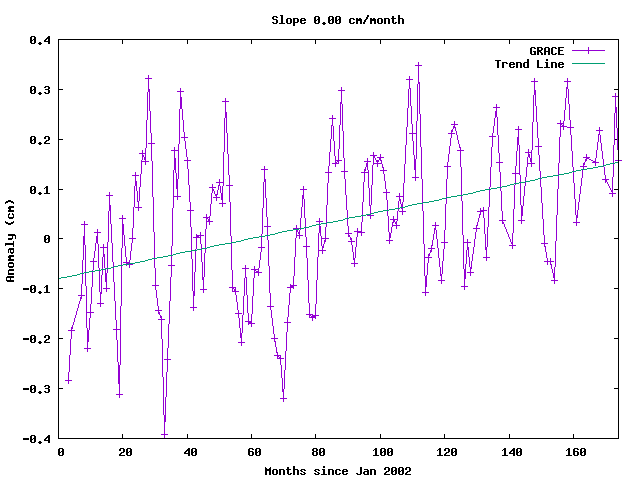 Slope 0.00 cm/month
GRACE
Trend Line
0.4
0.3
0.2
0.1
0
-0.1
-0.2
-0.3
-0.4
Anomaly (cm)
0 20 40 60 80 100 120 140 160
Months since Jan 2002